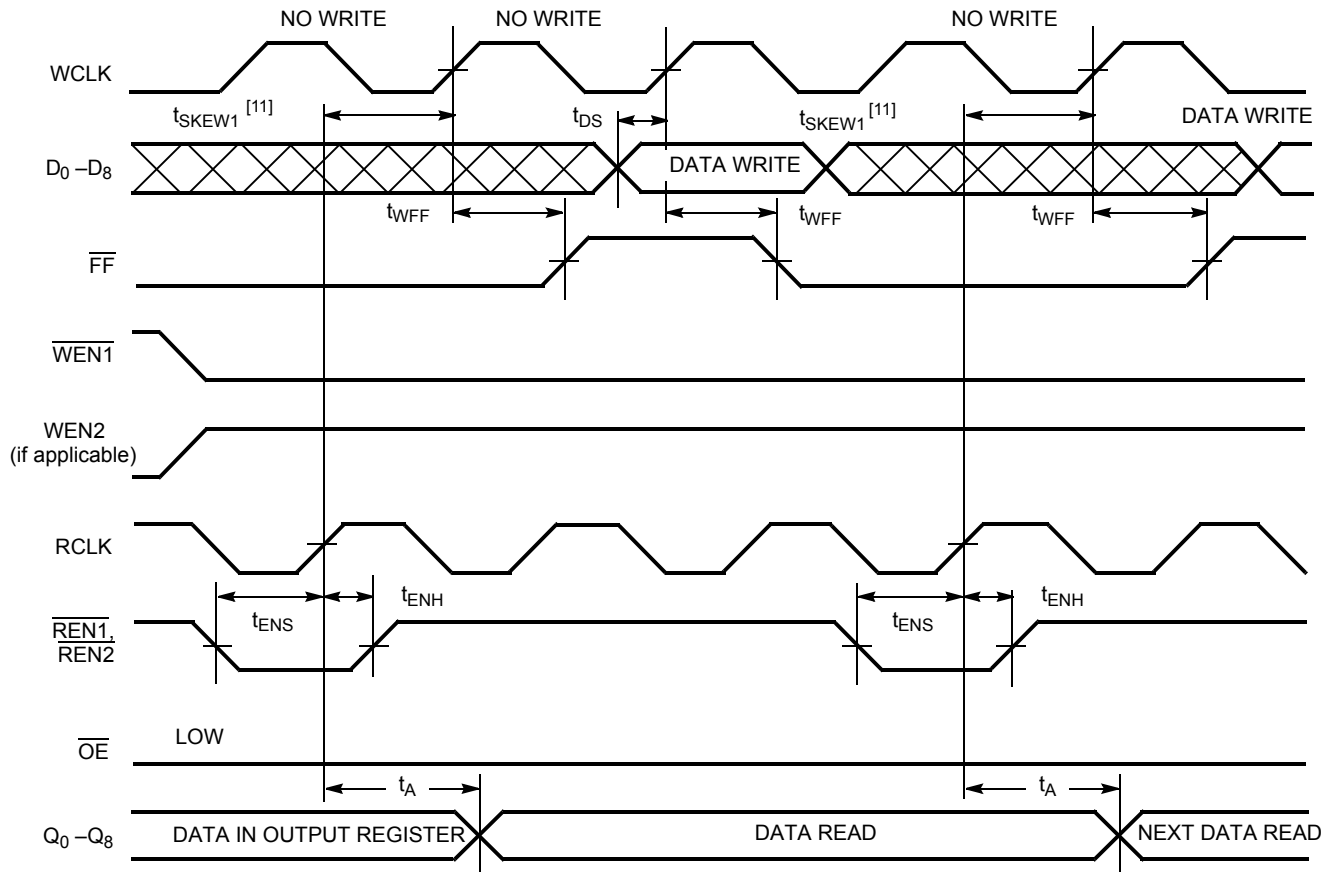 NO WRITE NO WRITE NO WRITE
WCLK
tSKEW1 [11] tDS tSKEW1 [11] DATA WRITE
D0 –D8 DATA WRITE
tWFF tWFF tWFF
FF
WEN1
WEN2
(if applicable)
RCLK
tENH tENH
REN1, tENS tENS
REN2
LOW
OE
tA tA
Q0 –Q8 DATA IN OUTPUT REGISTER DATA READ NEXT DATA READ